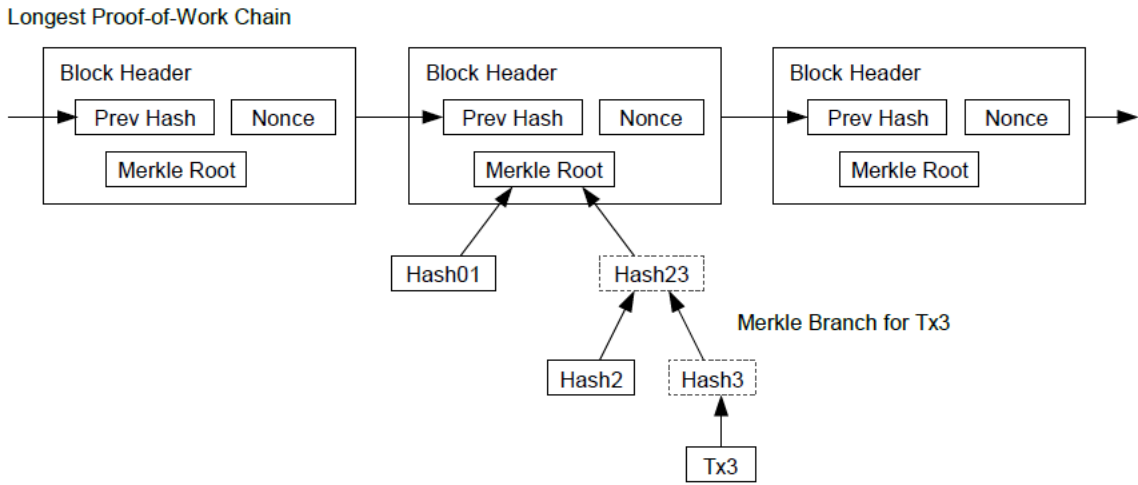 Longest Proof-of-Work Chain
Block Header
Block Header
Block Header
Prev Hash
Nonce
Prev Hash
Nonce
Prev Hash
Nonce
Merkle Root
Merkle Root
Merkle Root
Hash01
Hash23
Merkle Branch for Tx3
Hash2
Hash3
Tx3